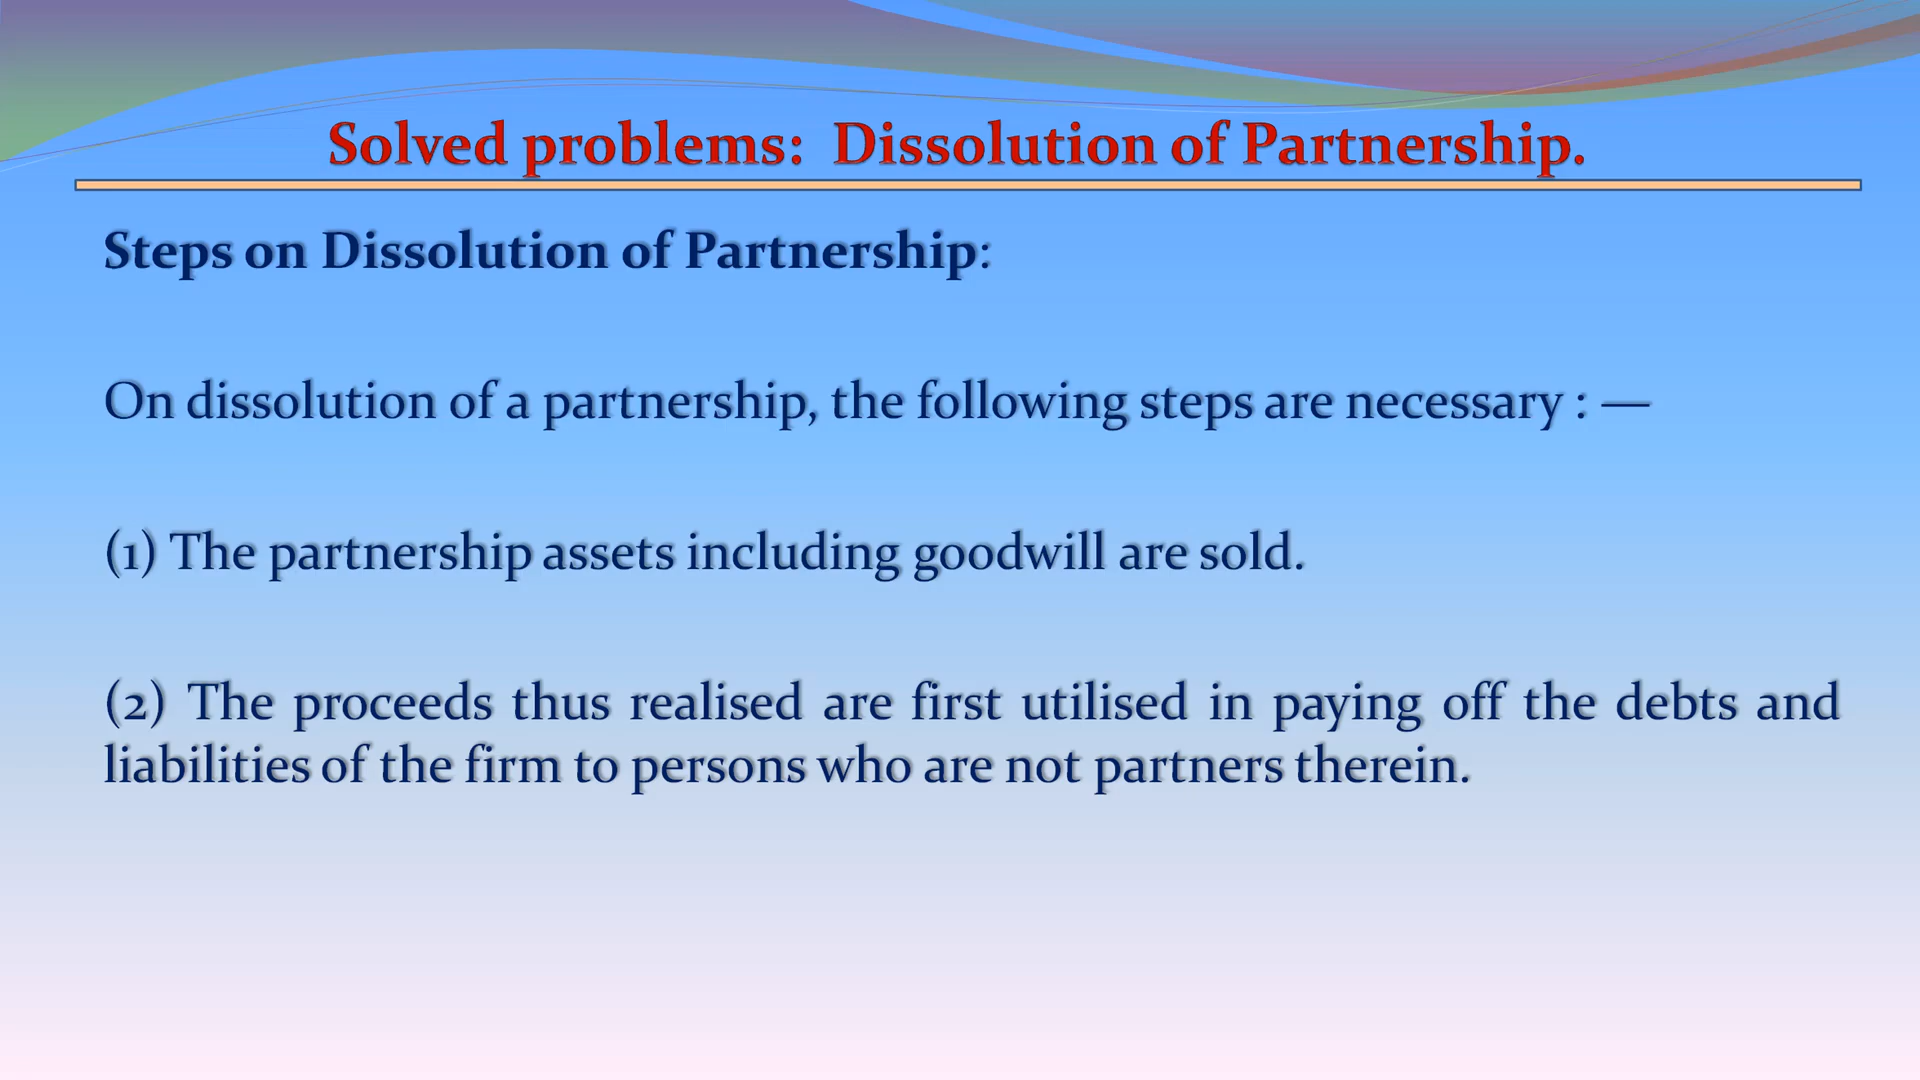 Solved problems: Dissolution of Partnership.
Steps on Dissolution of Partnership:
On dissolution of a partnership, the following steps are necessary : —
(1) The partnership assets including goodwill are sold.
(2) The proceeds thus realised are first utilised in paying off the debts and
liabilities of the firm to persons who are not partners therein.